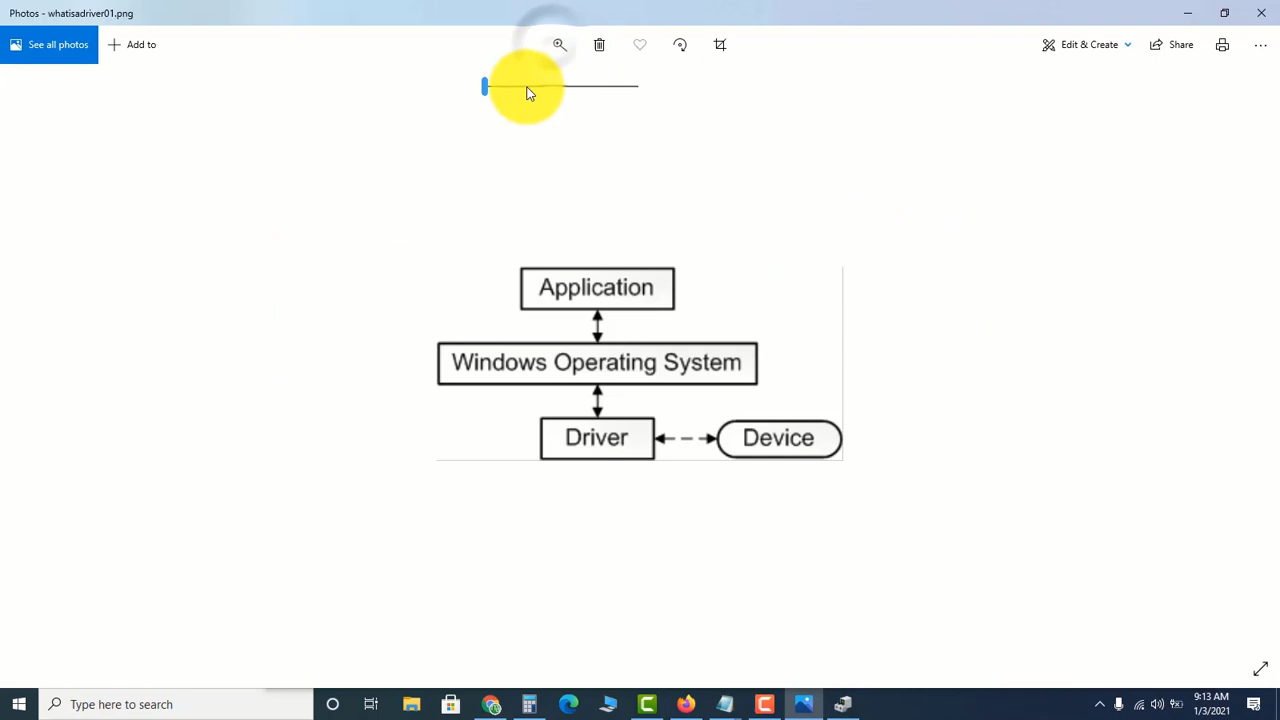 Photos - whatisadriver01.png
See all photos
Add to
Edit & Create
Share
Application
Windows Operating System
Driver
Device
Type here to search
9:13 AM
1/3/2021